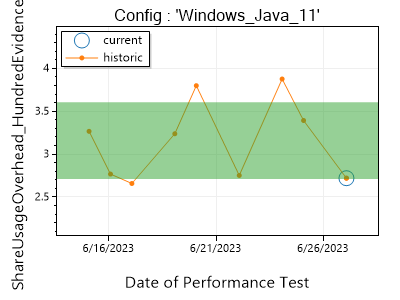 Config : 'Windows_Java_11'
current
historic
4
3.5
3
2.5
ShareUsageOverhead_HundredEvidence
6/16/2023
6/21/2023
6/26/2023
Date of Performance Test